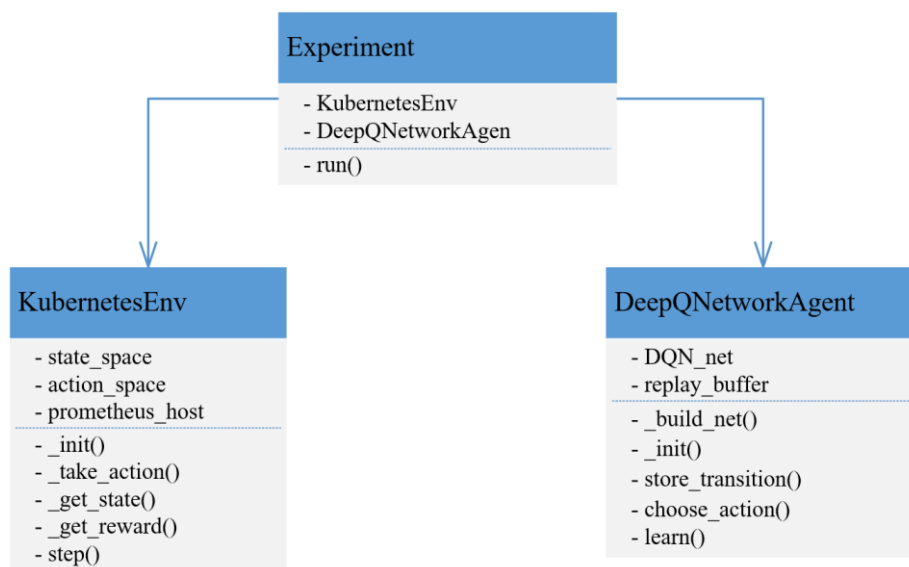 Experiment
- KubernetesEnv
- DeepQNetworkAgen
- run()
KubernetesEnv
- state_space
- action_space
- prometheus_host
- _init()
- _take_action()
- _get_state()
- _get_reward()
- step()
DeepQNetworkAgent
- DQN_net
- replay_buffer
- _build_net()
- _init()
- store_transition()
- choose_action()
- learn()